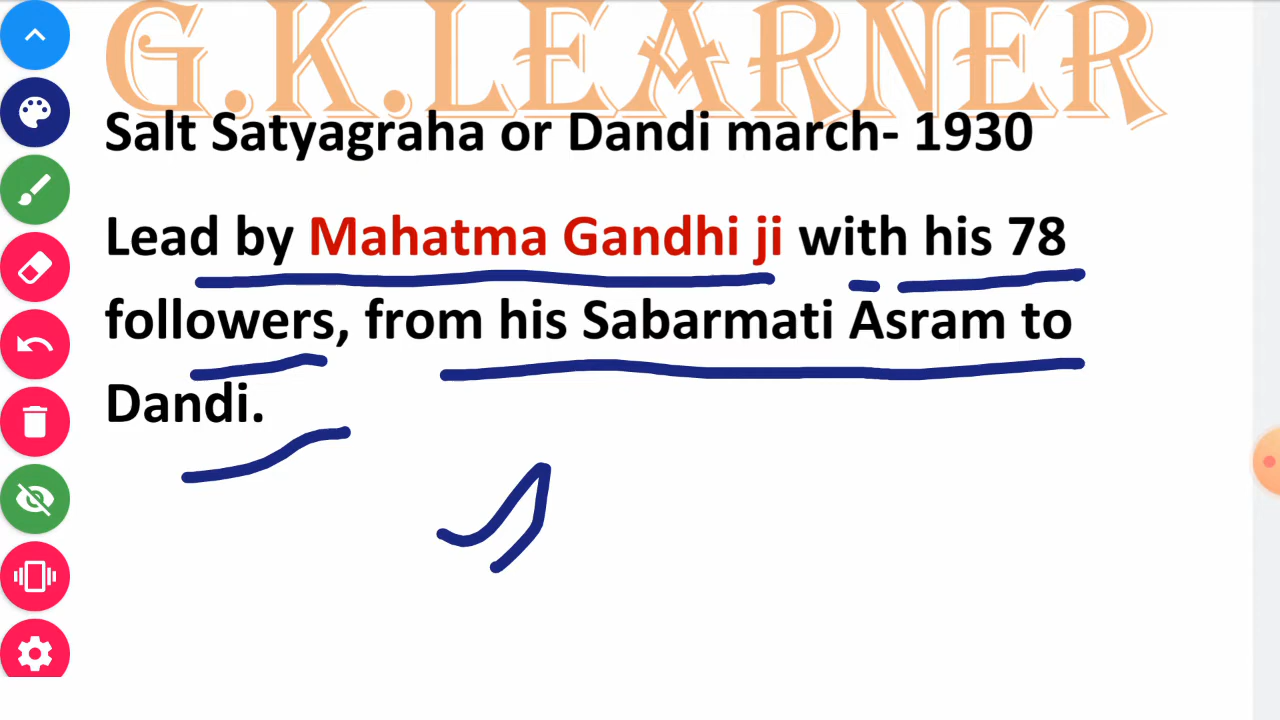 G.K.LEARNER
Salt Satyagraha or Dandi march- 1930
Lead by Mahatma Gandhi ji with his 78
followers, from his Sabarmati Asram to
Dandi.